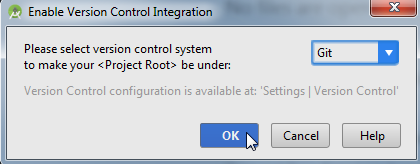 Enable Version Control Integration
Please select version control system
to make your <Project Root> be under:
Git
Version Control configuration is available at: 'Settings | Version Control'
OK
Cancel
Help